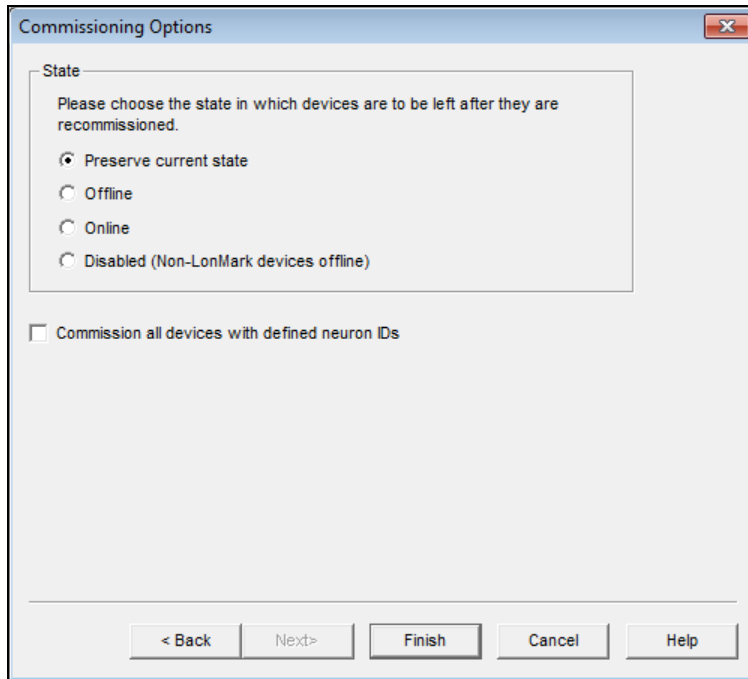 Commissioning Options
State
Please choose the state in which devices are to be left after they are
recommissioned.
Preserve current state
Offline
Online
Disabled (Non-LonMark devices offline)
Commission all devices with defined neuron IDs
< Back Next> Finish Cancel Help